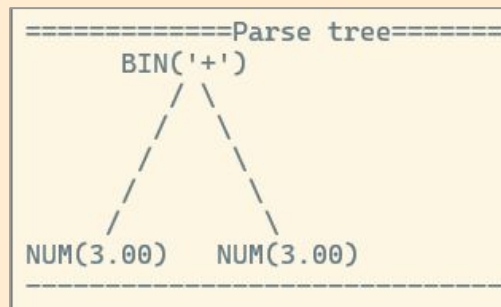 =============Parse tree=======
BIN('+')
/ \
/ \
/ \
/ \
/ \
NUM(3.00) NUM(3.00)
------------------------------